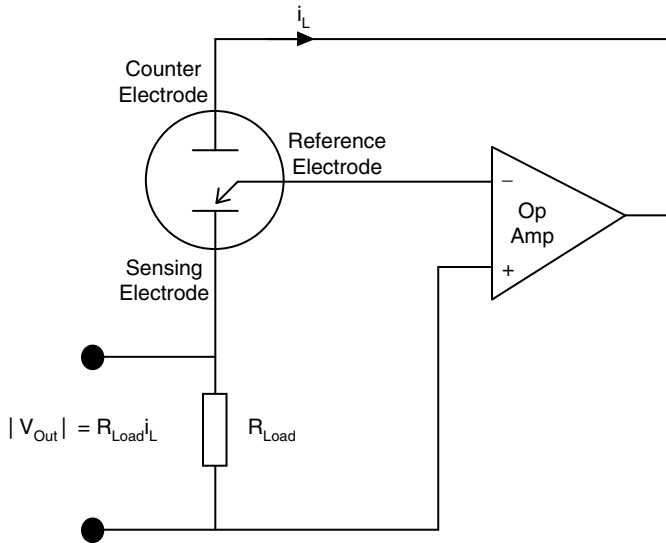 i_L
Counter
Electrode
Reference
Electrode
−
Op
Amp
+
Sensing
Electrode
| V_Out | = R_Load i_L
R_Load